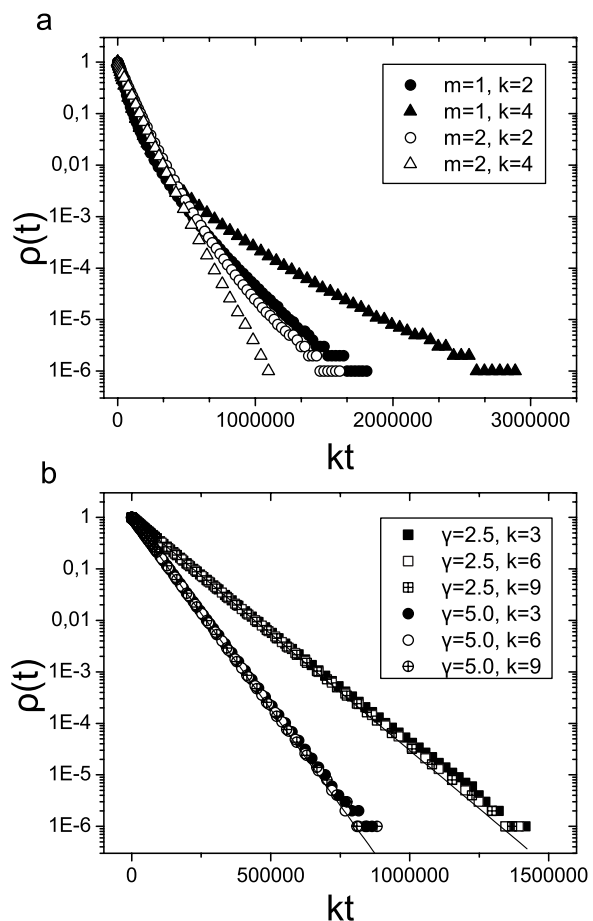 a
1
0,1
0,01
1E-3
1E-4
1E-5
1E-6
ρ(t)
m=1, k=2
m=1, k=4
m=2, k=2
m=2, k=4
0 1000000 2000000 3000000
kt
b
1
0,1
0,01
1E-3
1E-4
1E-5
1E-6
ρ(t)
γ=2.5, k=3
γ=2.5, k=6
γ=2.5, k=9
γ=5.0, k=3
γ=5.0, k=6
γ=5.0, k=9
0 500000 1000000 1500000
kt